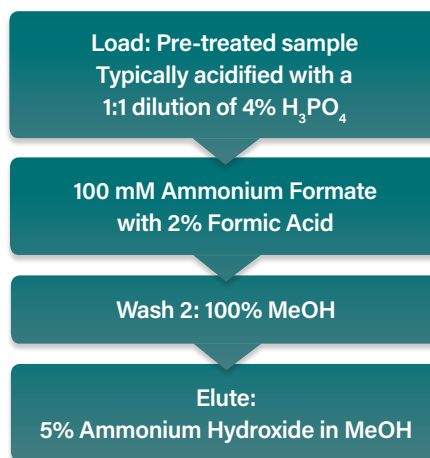 Load: Pre-treated sample
Typically acidified with a
1:1 dilution of 4% H₃PO₄
100 mM Ammonium Formate
with 2% Formic Acid
Wash 2: 100% MeOH
Elute:
5% Ammonium Hydroxide in MeOH